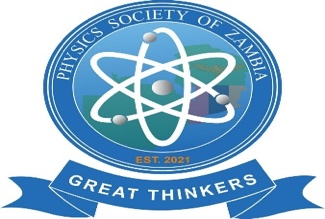 PHYSICS SOCIETY OF ZAMBIA
EST. 2021
GREAT THINKERS